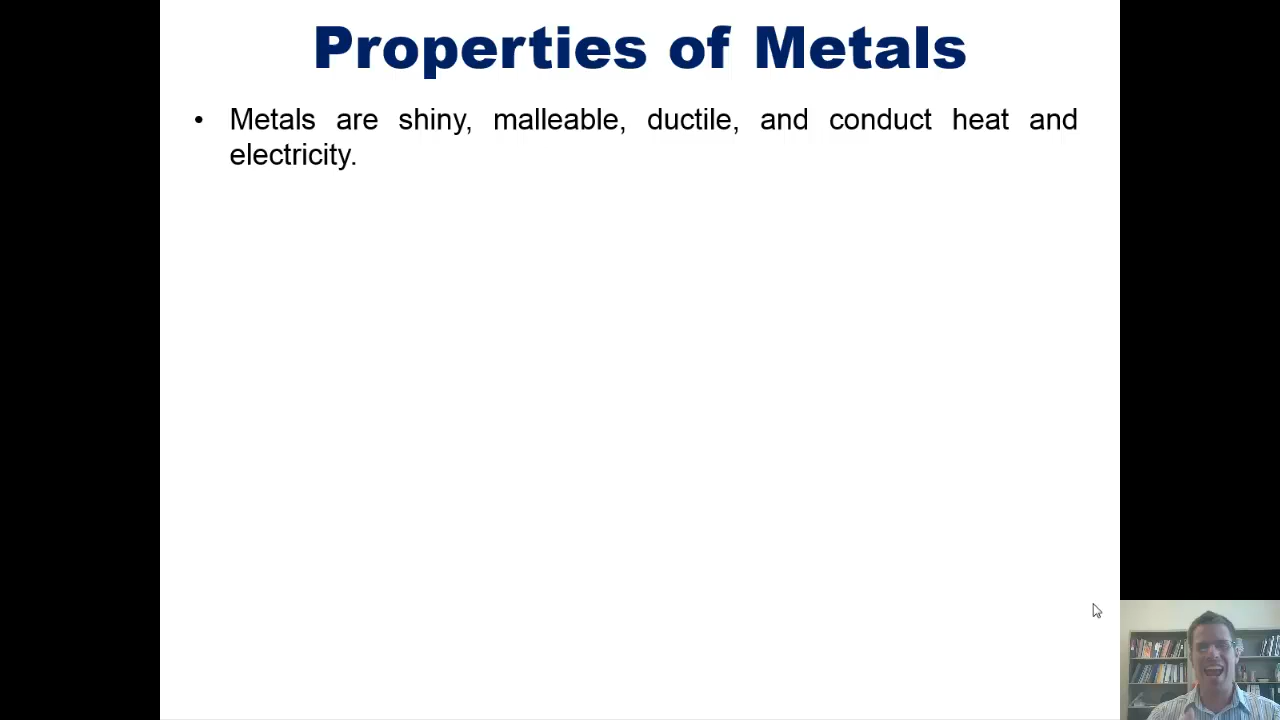 Properties of Metals
• Metals are shiny, malleable, ductile, and conduct heat and
electricity.